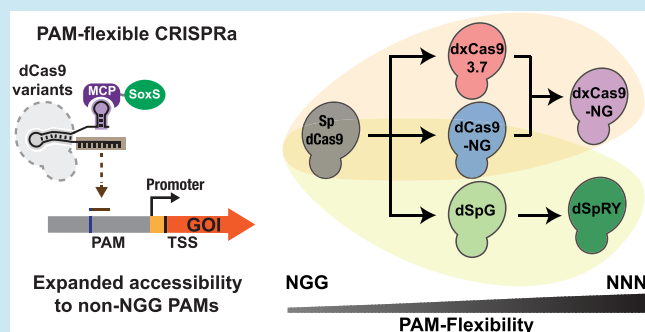 PAM-flexible CRISPRa
dCas9
variants
MCP
SoxS
Promoter
GOI
PAM
TSS
Expanded accessibility
to non-NGG PAMs
Sp
dCas9
dxCas9
3.7
dCas9
-NG
dxCas9
-NG
dSpG
dSpRY
NGG
NNN
PAM-Flexibility